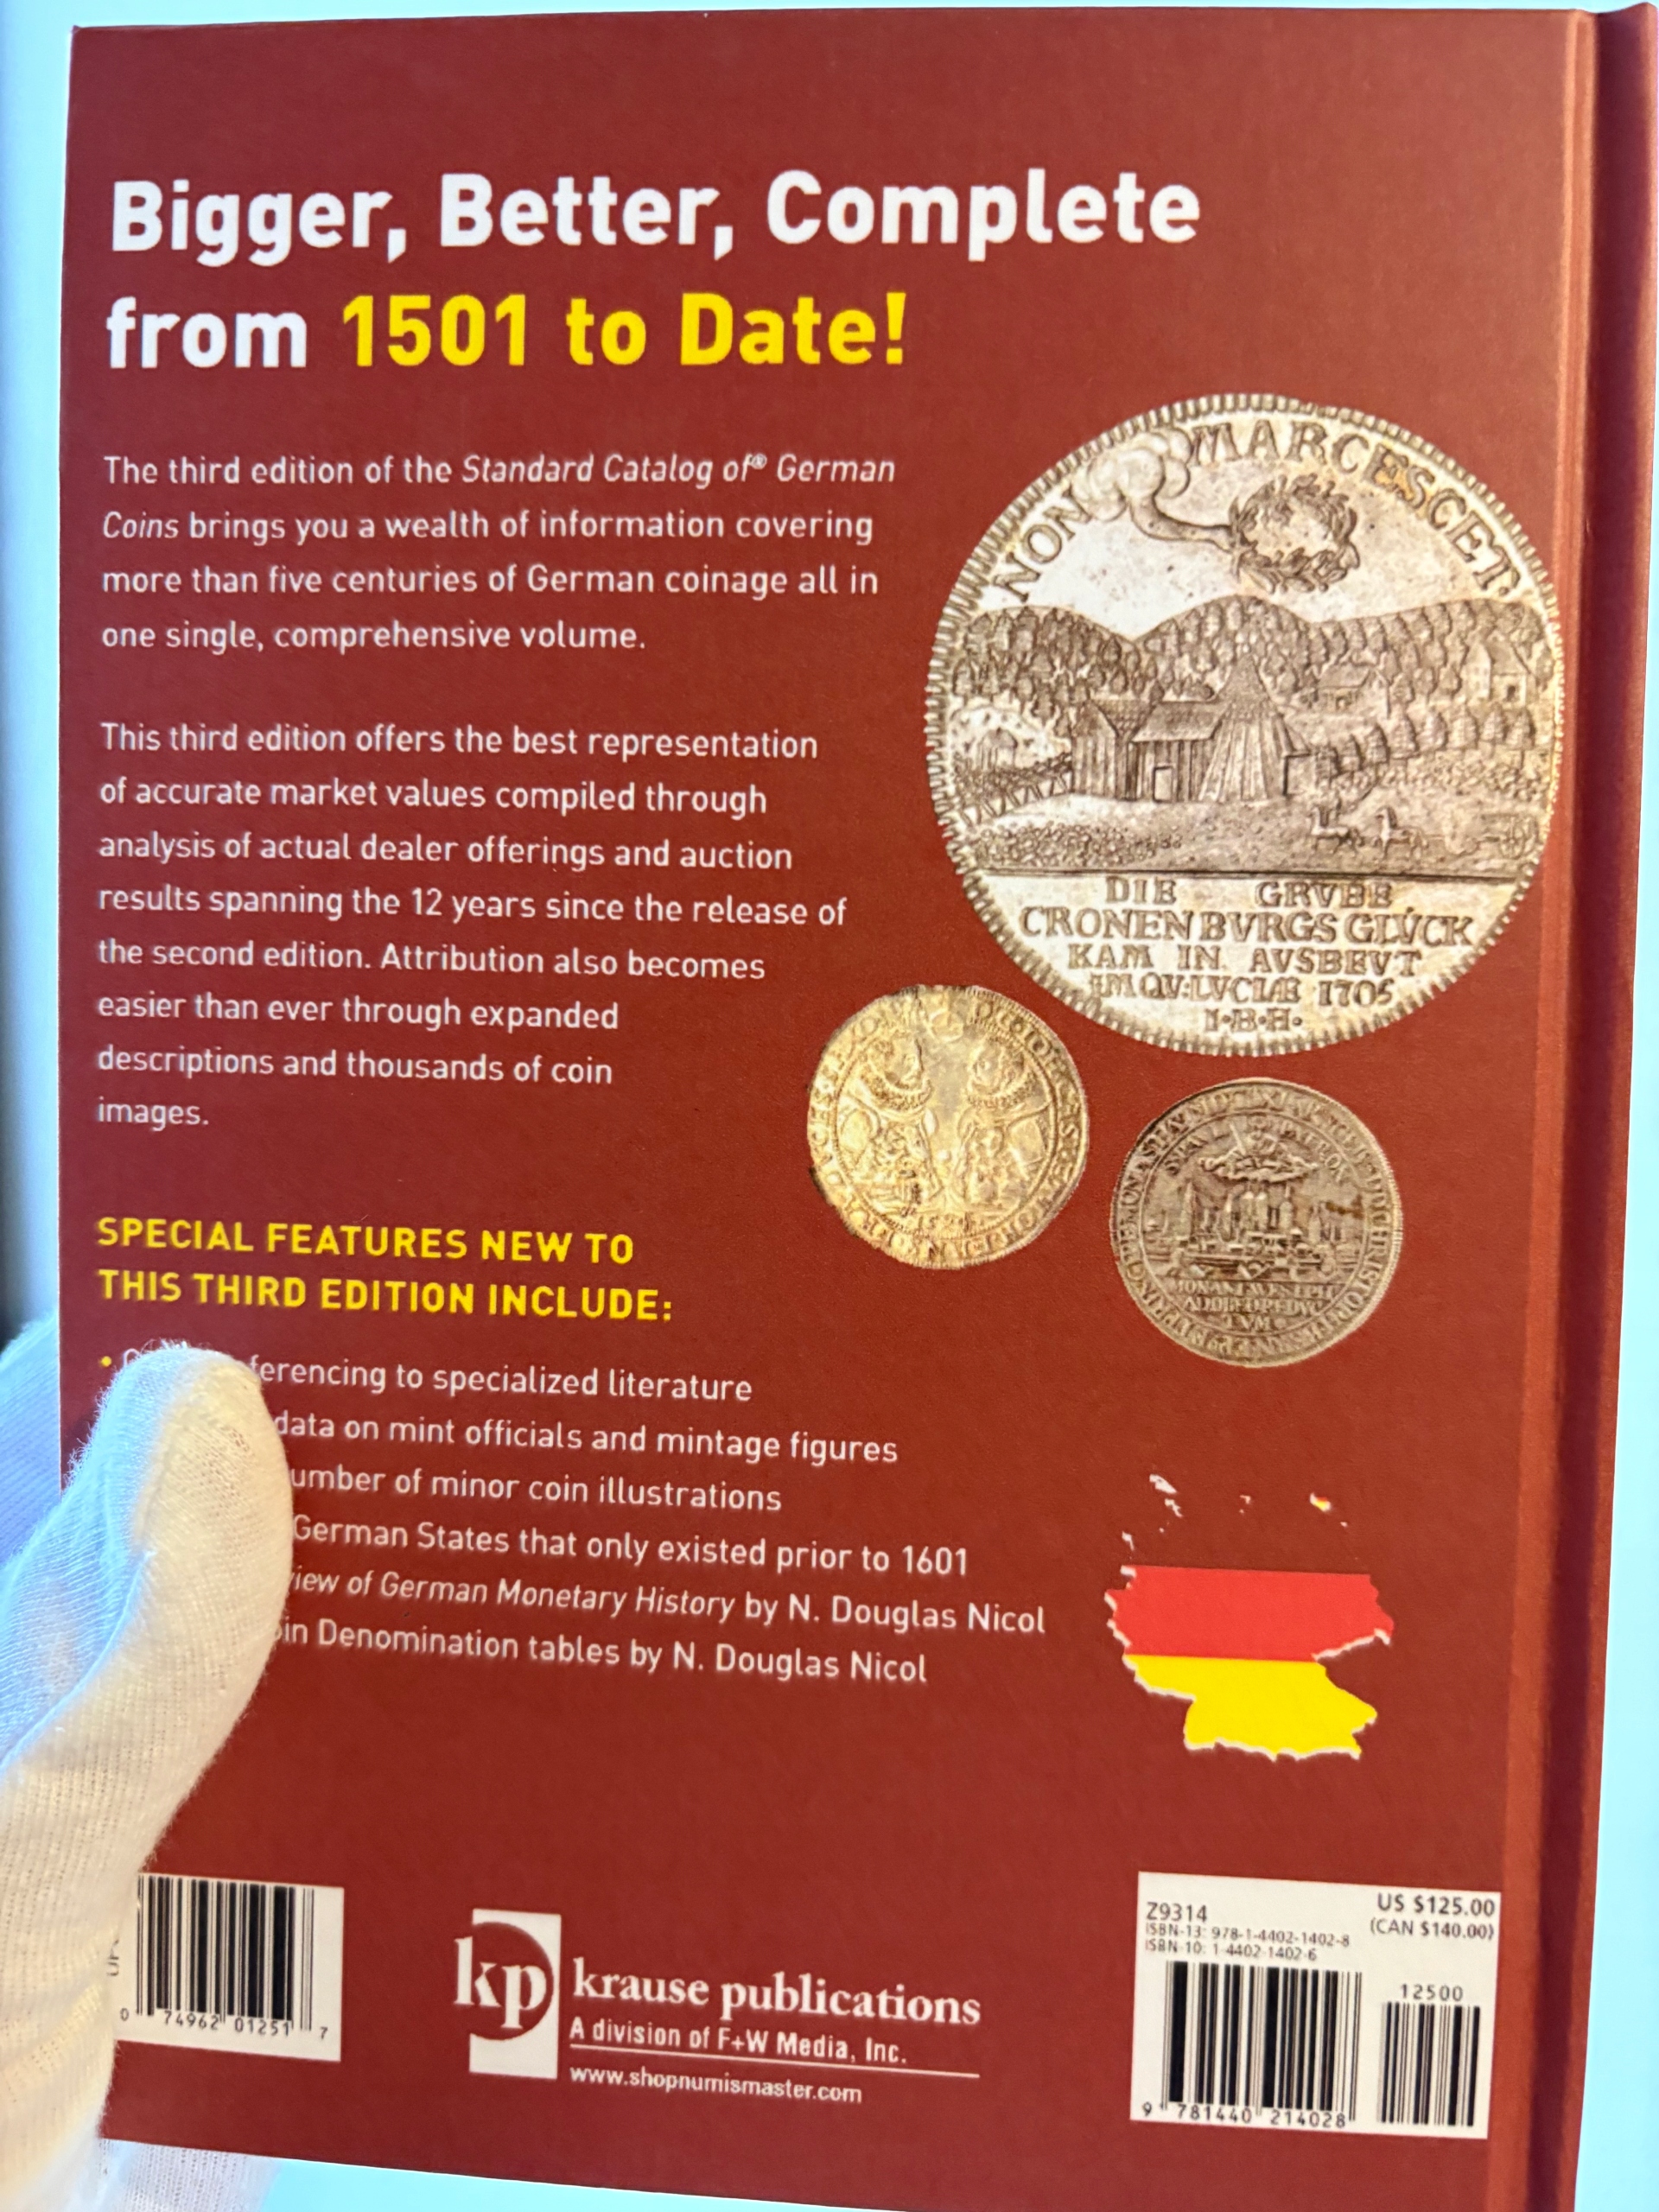 Bigger, Better, Complete
from 1501 to Date!
The third edition of the Standard Catalog of® German
Coins brings you a wealth of information covering
more than five centuries of German coinage all in
one single, comprehensive volume.
This third edition offers the best representation
of accurate market values compiled through
analysis of actual dealer offerings and auction
results spanning the 12 years since the release of
the second edition. Attribution also becomes
easier than ever through expanded
descriptions and thousands of coin
images.
NON MARCESCET.
DIE GRVBE
CRONENBVRGS GLÜCK
KAM IN AVSBEVT
IM QV:LVCIÆ 1705
I·B·H·
SPECIAL FEATURES NEW TO
THIS THIRD EDITION INCLUDE:
• ferencing to specialized literature
data on mint officials and mintage figures
umber of minor coin illustrations
German States that only existed prior to 1601
view of German Monetary History by N. Douglas Nicol
in Denomination tables by N. Douglas Nicol
0 74962 01251 7
kp krause publications
A division of F+W Media, Inc.
www.shopnumismaster.com
Z9314 US $125.00
ISBN-13: 978-1-4402-1402-8 (CAN $140.00)
ISBN-10: 1-4402-1402-6
12500
9 781440 214028